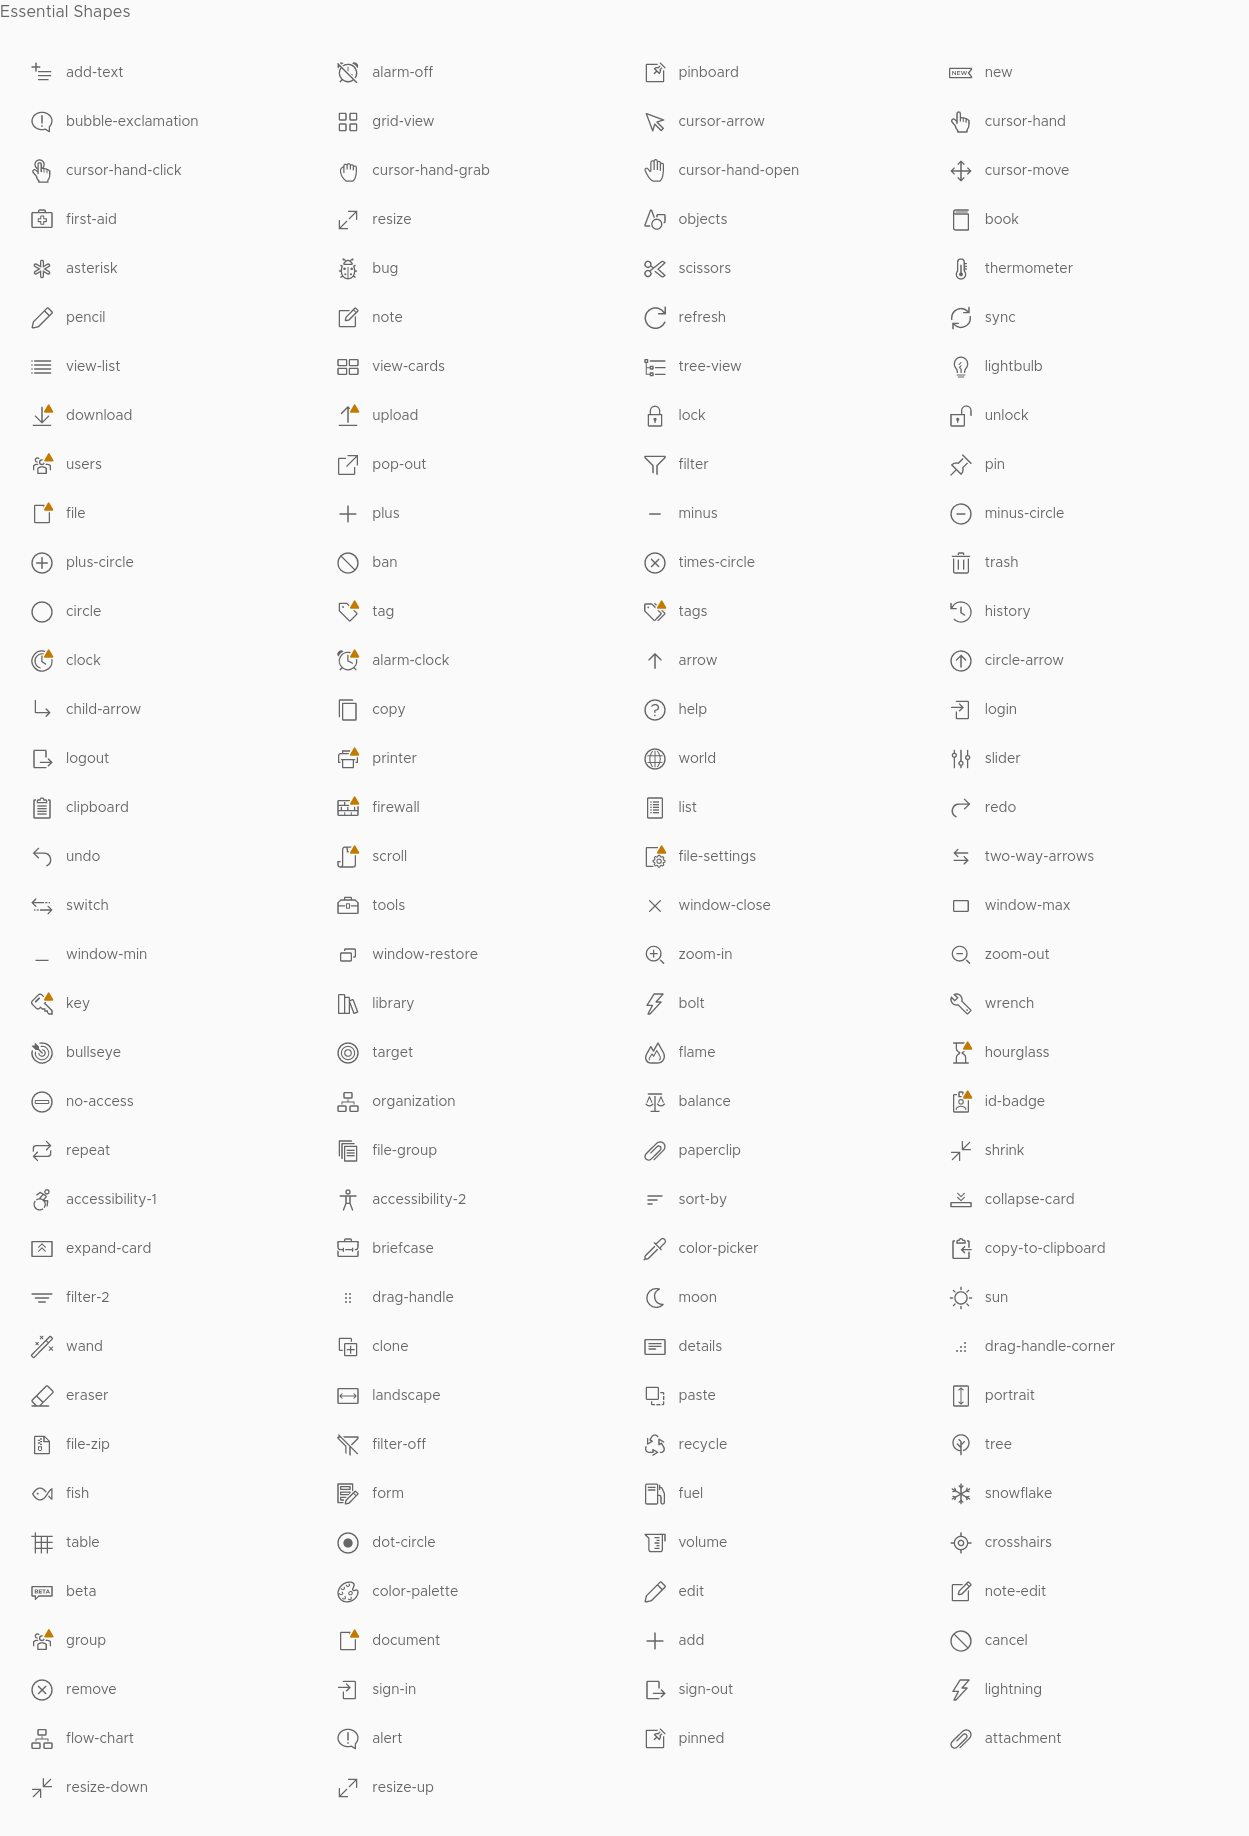 Essential Shapes
add-text alarm-off pinboard NEW new
bubble-exclamation grid-view cursor-arrow cursor-hand
cursor-hand-click cursor-hand-grab cursor-hand-open cursor-move
first-aid resize objects book
asterisk bug scissors thermometer
pencil note refresh sync
view-list view-cards tree-view lightbulb
download upload lock unlock
users pop-out filter pin
file plus minus minus-circle
plus-circle ban times-circle trash
circle tag tags history
clock alarm-clock arrow circle-arrow
child-arrow copy help login
logout printer world slider
clipboard firewall list redo
undo scroll file-settings two-way-arrows
switch tools window-close window-max
window-min window-restore zoom-in zoom-out
key library bolt wrench
bullseye target flame hourglass
no-access organization balance id-badge
repeat file-group paperclip shrink
accessibility-1 accessibility-2 sort-by collapse-card
expand-card briefcase color-picker copy-to-clipboard
filter-2 drag-handle moon sun
wand clone details drag-handle-corner
eraser landscape paste portrait
file-zip filter-off recycle tree
fish form fuel snowflake
table dot-circle volume crosshairs
BETA beta color-palette edit note-edit
group document add cancel
remove sign-in sign-out lightning
flow-chart alert pinned attachment
resize-down resize-up